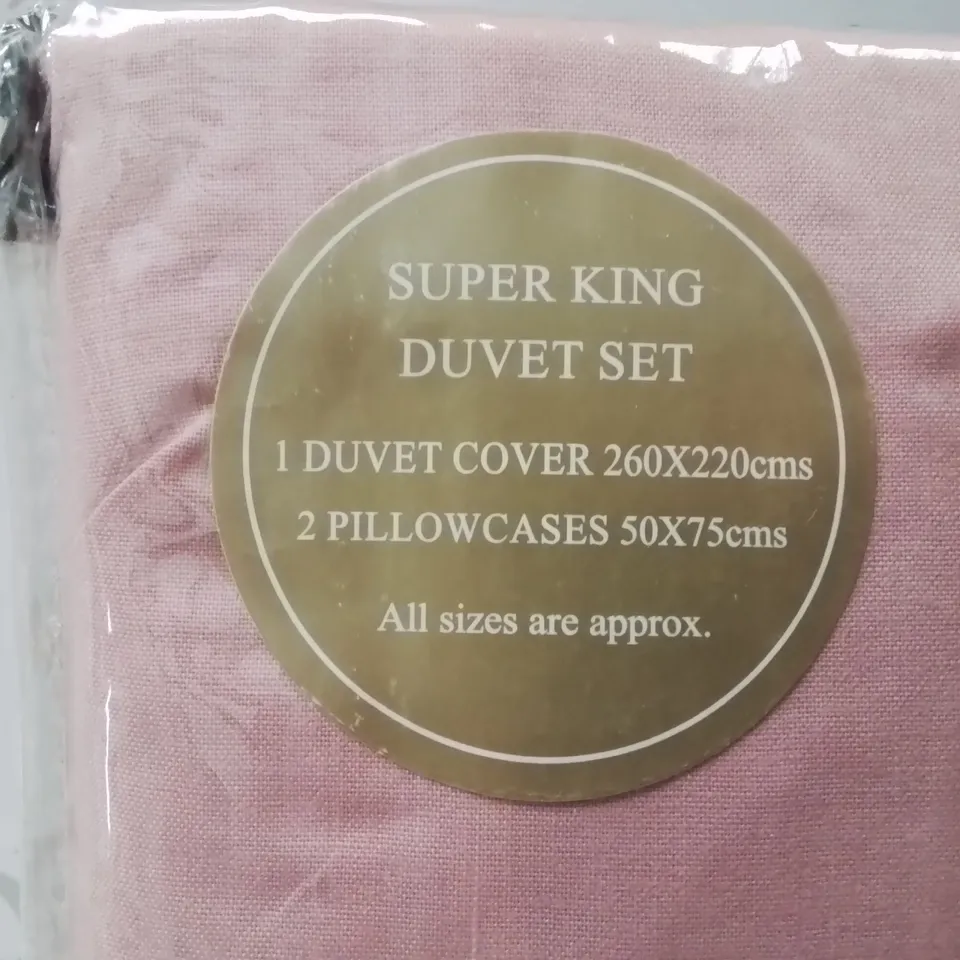 SUPER KING
DUVET SET
1 DUVET COVER 260X220cms
2 PILLOWCASES 50X75cms
All sizes are approx.